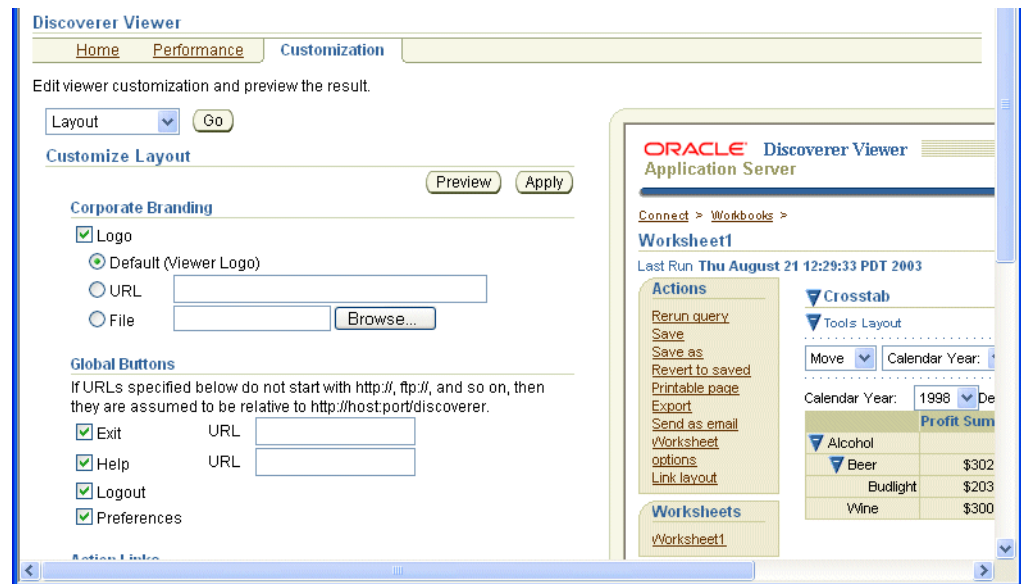 Discoverer Viewer
Home Performance Customization
Edit viewer customization and preview the result.
Layout Go
Customize Layout
Preview Apply
Corporate Branding
Logo
Default (Viewer Logo)
URL
File Browse...
Global Buttons
If URLs specified below do not start with http://, ftp://, and so on, then
they are assumed to be relative to http://host:port/discoverer.
Exit URL
Help URL
Logout
Preferences
Action Links
ORACLE Discoverer Viewer
Application Server
Connect > Workbooks >
Worksheet1
Last Run Thu August 21 12:29:33 PDT 2003
Actions
Rerun query
Save
Save as
Revert to saved
Printable page
Export
Send as email
Worksheet
options
Link layout
Worksheets
Worksheet1
Crosstab
Tools Layout
Move Calendar Year:
Calendar Year: 1998 De
Profit Sum
Alcohol
Beer $302
Budlight $203
Wine $300